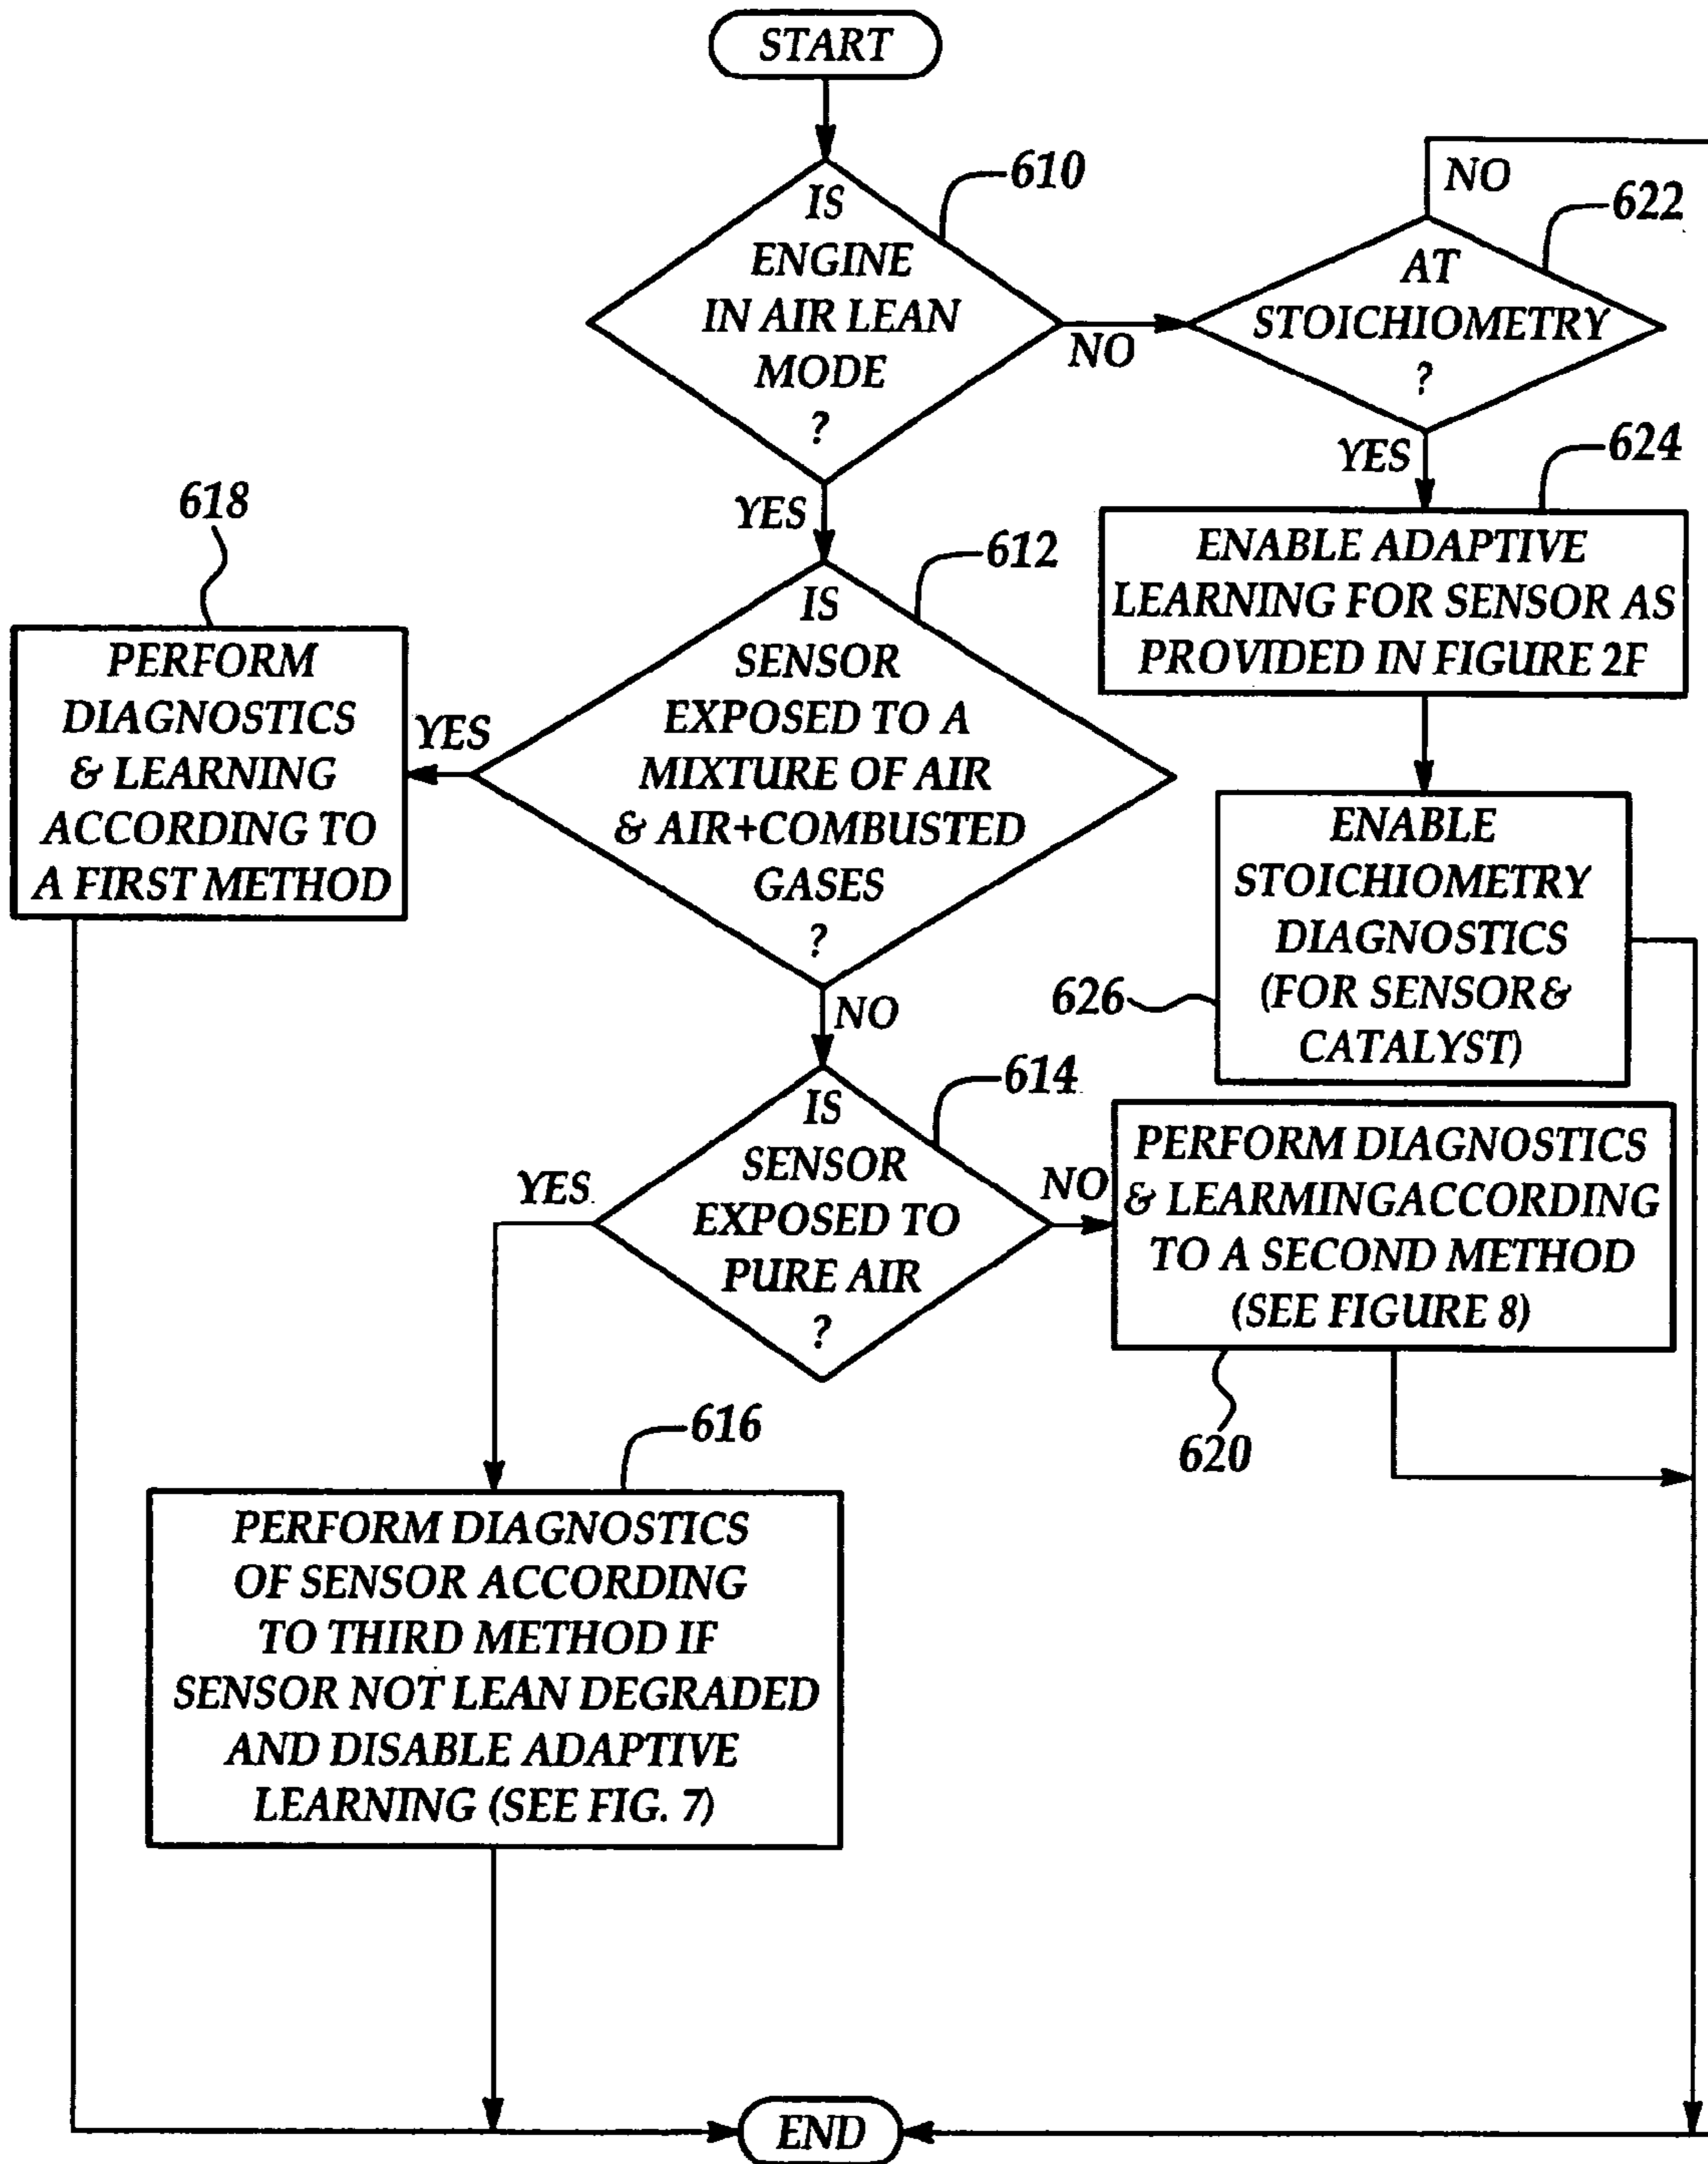 START
610
IS
ENGINE
IN AIR LEAN
MODE
?
NO
YES
NO
622
AT
STOICHIOMETRY
?
YES
624
ENABLE ADAPTIVE
LEARNING FOR SENSOR AS
PROVIDED IN FIGURE 2F
618
PERFORM
DIAGNOSTICS
& LEARNING
ACCORDING TO
A FIRST METHOD
YES
612
IS
SENSOR
EXPOSED TO A
MIXTURE OF AIR
& AIR+COMBUSTED
GASES
?
NO
626
ENABLE
STOICHIOMETRY
DIAGNOSTICS
(FOR SENSOR&
CATALYST)
614
IS
SENSOR
EXPOSED TO
PURE AIR
?
YES
NO
PERFORM DIAGNOSTICS
& LEARMINGACCORDING
TO A SECOND METHOD
(SEE FIGURE 8)
620
616
PERFORM DIAGNOSTICS
OF SENSOR ACCORDING
TO THIRD METHOD IF
SENSOR NOT LEAN DEGRADED
AND DISABLE ADAPTIVE
LEARNING (SEE FIG. 7)
END